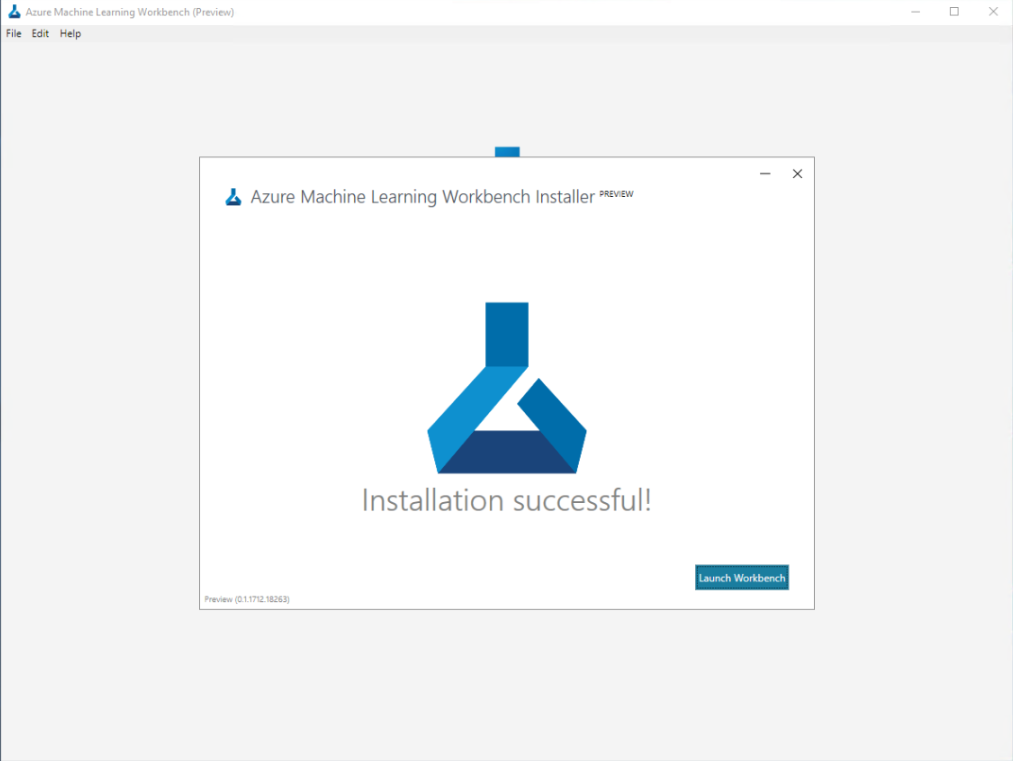 Azure Machine Learning Workbench (Preview)
File Edit Help
Azure Machine Learning Workbench Installer PREVIEW
Installation successful!
Launch Workbench
Preview (0.1.1712.18263)